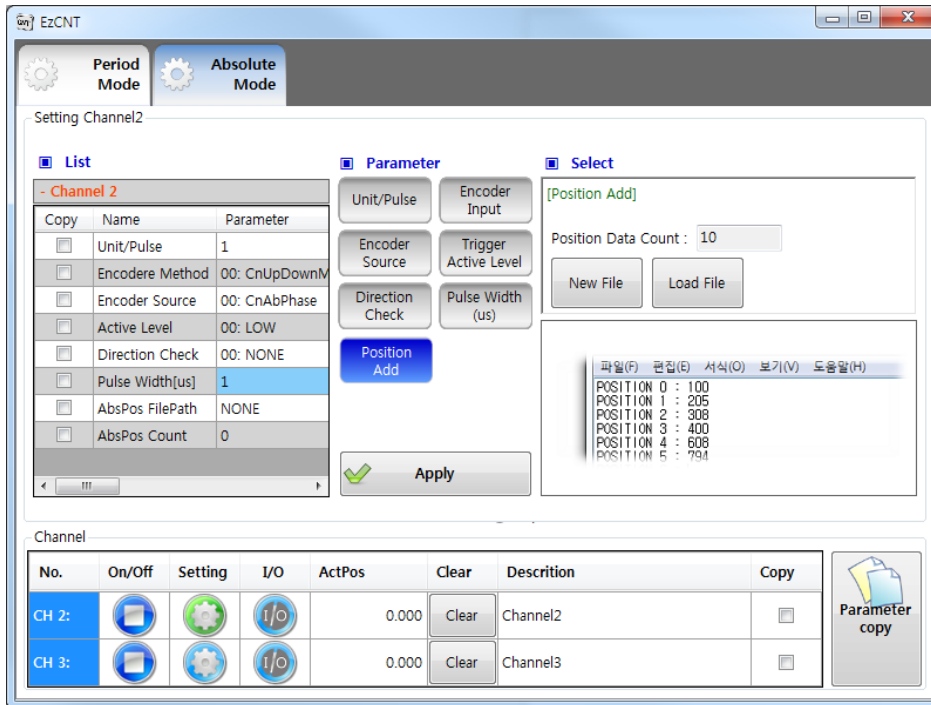 EzCNT
Period
Mode
Absolute
Mode
Setting Channel2
List
- Channel 2
Copy Name Parameter
Unit/Pulse 1
Encodere Method 00: CnUpDownM
Encoder Source 00: CnAbPhase
Active Level 00: LOW
Direction Check 00: NONE
Pulse Width[us] 1
AbsPos FilePath NONE
AbsPos Count 0
Parameter
Unit/Pulse
Encoder
Input
Encoder
Source
Trigger
Active Level
Direction
Check
Pulse Width
(us)
Position
Add
Apply
Select
[Position Add]
Position Data Count : 10
New File
Load File
파일(F) 편집(E) 서식(O) 보기(V) 도움말(H)
POSITION 0 : 100
POSITION 1 : 205
POSITION 2 : 308
POSITION 3 : 400
POSITION 4 : 608
POSITION 5 : 794
Channel
No. On/Off Setting I/O ActPos Clear Descrition Copy
CH 2: I/O 0.000 Clear Channel2
CH 3: I/O 0.000 Clear Channel3
Parameter
copy